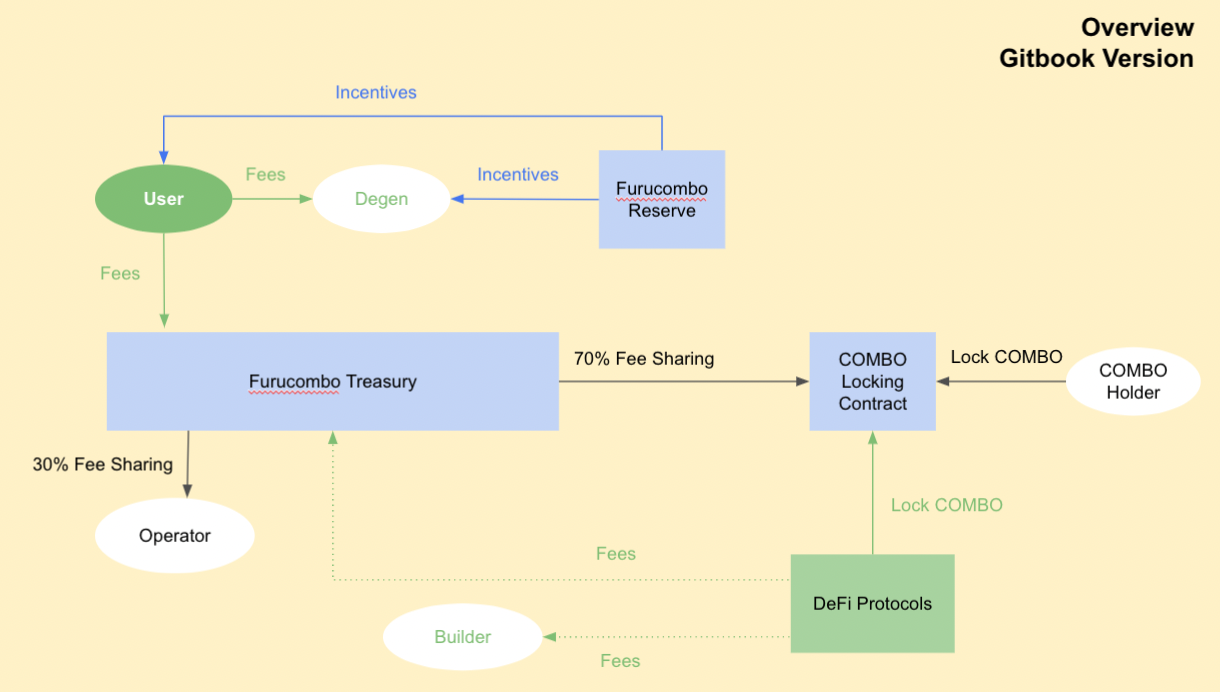 Overview
Gitbook Version
Incentives
User
Fees
Degen
Incentives
Furucombo
Reserve
Fees
Furucombo Treasury
70% Fee Sharing
COMBO
Locking
Contract
Lock COMBO
COMBO
Holder
30% Fee Sharing
Operator
Lock COMBO
Fees
DeFi Protocols
Builder
Fees